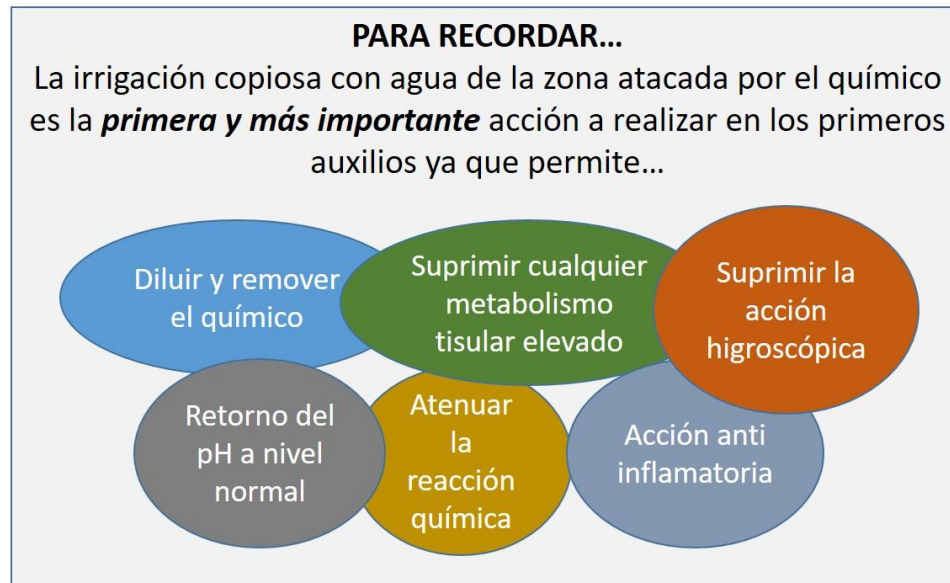 PARA RECORDAR...
La irrigación copiosa con agua de la zona atacada por el químico
es la primera y más importante acción a realizar en los primeros
auxilios ya que permite...
Diluir y remover
el químico
Suprimir cualquier
metabolismo
tisular elevado
Suprimir la
acción
higroscópica
Retorno del
pH a nivel
normal
Atenuar
la
reacción
química
Acción anti
inflamatoria